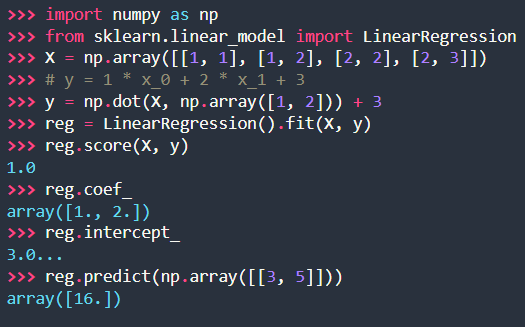 >>> import numpy as np
>>> from sklearn.linear_model import LinearRegression
>>> X = np.array([[1, 1], [1, 2], [2, 2], [2, 3]])
>>> # y = 1 * x_0 + 2 * x_1 + 3
>>> y = np.dot(X, np.array([1, 2])) + 3
>>> reg = LinearRegression().fit(X, y)
>>> reg.score(X, y)
1.0
>>> reg.coef_
array([1., 2.])
>>> reg.intercept_
3.0...
>>> reg.predict(np.array([[3, 5]]))
array([16.])